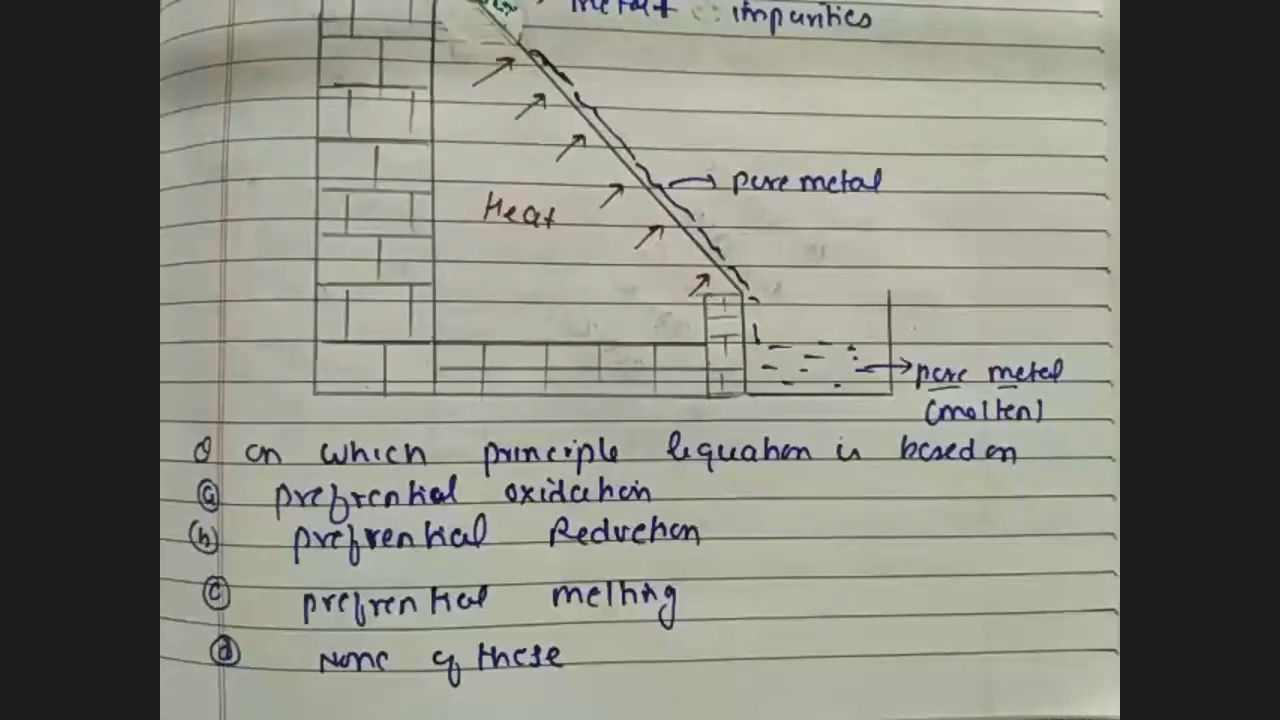 impurities
pure metal
Heat
pure metal
(molten)
Q on which principle liquation is based on
(a) prefrential oxidation
(b) prefrential Reduction
(c) prefrential melting
(d) None of these